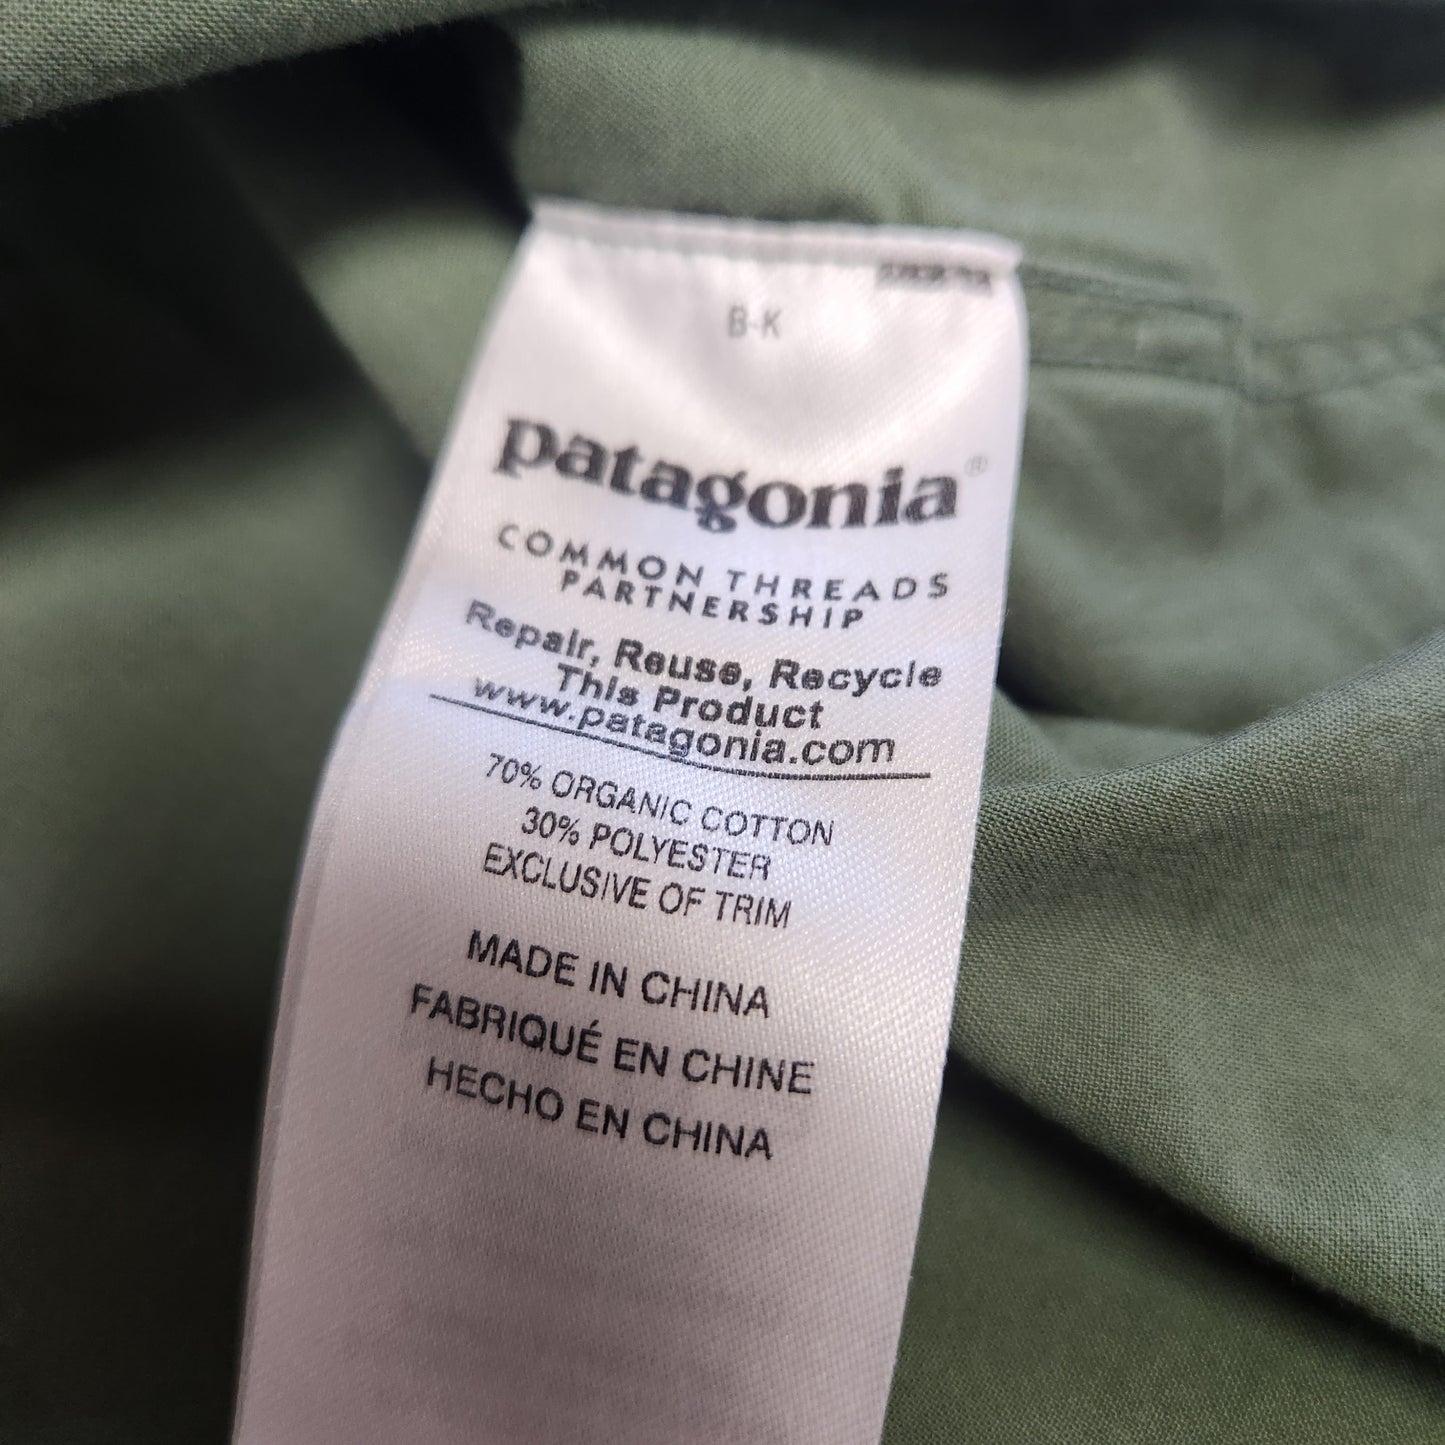 B-K
patagonia®
COMMON THREADS
PARTNERSHIP
Repair, Reuse, Recycle
This Product
www.patagonia.com
70% ORGANIC COTTON
30% POLYESTER
EXCLUSIVE OF TRIM
MADE IN CHINA
FABRIQUÉ EN CHINE
HECHO EN CHINA